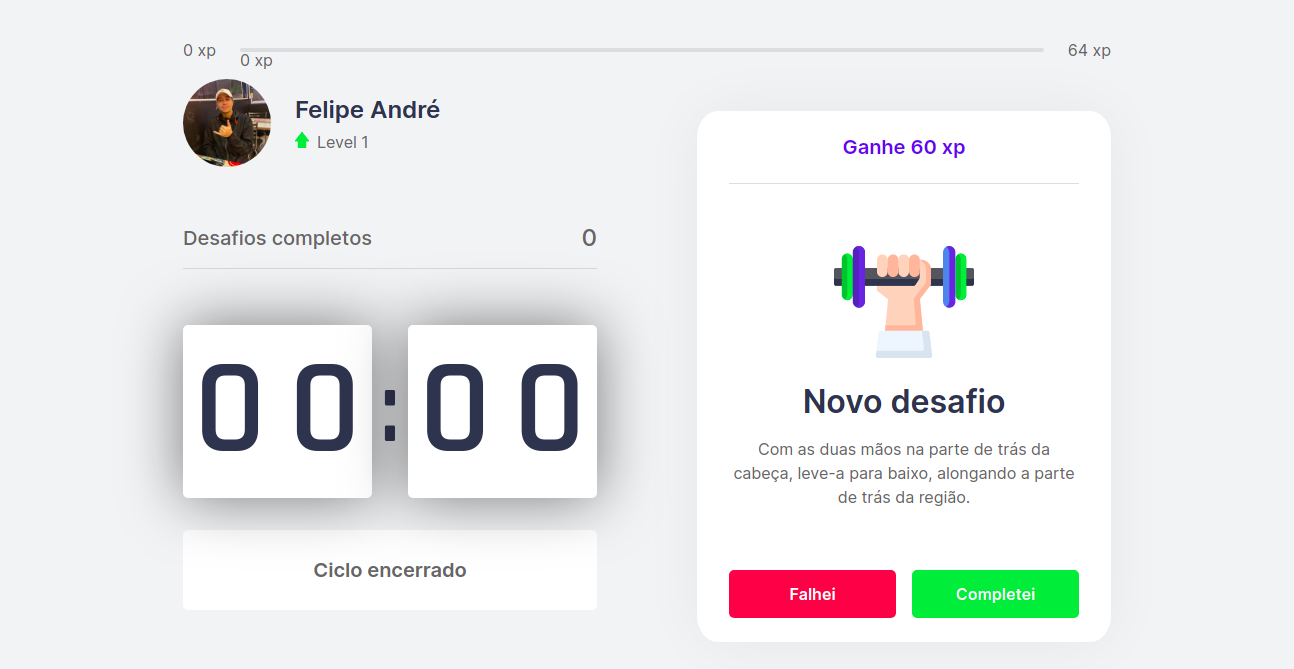 0 xp
64 xp
0 xp
Felipe André
Level 1
Desafios completos
0
00:00
Ciclo encerrado
Ganhe 60 xp
Novo desafio
Com as duas mãos na parte de trás da
cabeça, leve-a para baixo, alongando a parte
de trás da região.
Falhei
Completei